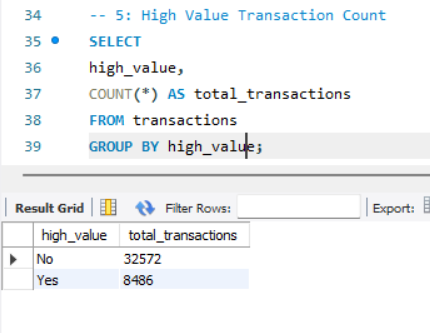 34 -- 5: High Value Transaction Count
35 SELECT
36 high_value,
37 COUNT(*) AS total_transactions
38 FROM transactions
39 GROUP BY high_value;
Result Grid Filter Rows: Export:
high_value total_transactions
No 32572
Yes 8486